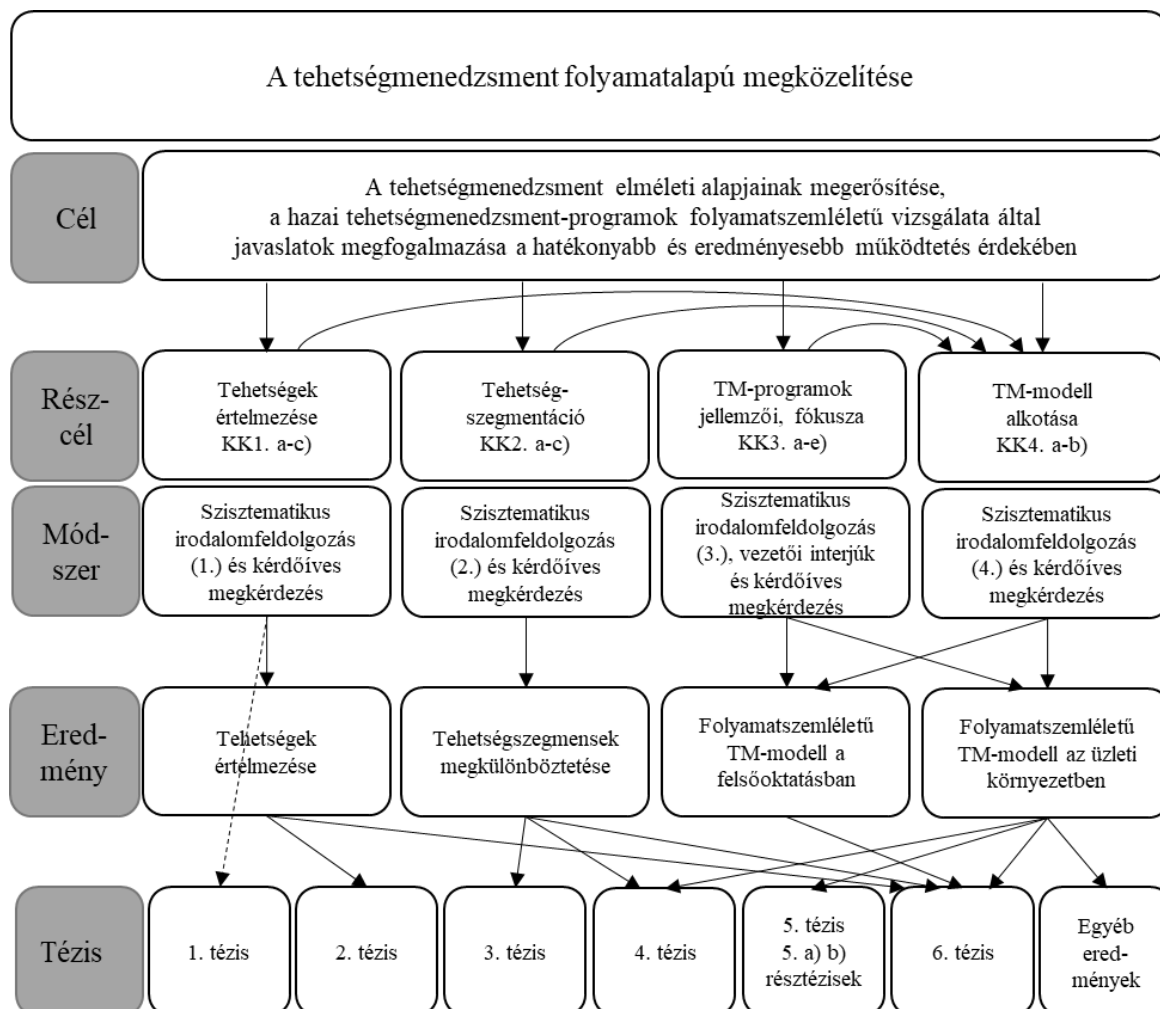 A tehetségmenedzsment folyamatalapú megközelítése
Cél
A tehetségmenedzsment elméleti alapjainak megerősítése,
a hazai tehetségmenedzsment-programok folyamatszemléletű vizsgálata által
javaslatok megfogalmazása a hatékonyabb és eredményesebb működtetés érdekében
Rész-
cél
Tehetségek
értelmezése
KK1. a-c)
Tehetség-
szegmentáció
KK2. a-c)
TM-programok
jellemzői, fókusza
KK3. a-e)
TM-modell
alkotása
KK4. a-b)
Mód-
szer
Szisztematikus
irodalomfeldolgozás
(1.) és kérdőíves
megkérdezés
Szisztematikus
irodalomfeldolgozás
(2.) és kérdőíves
megkérdezés
Szisztematikus
irodalomfeldolgozás
(3.), vezetői interjúk
és kérdőíves
megkérdezés
Szisztematikus
irodalomfeldolgozás
(4.) és kérdőíves
megkérdezés
Ered-
mény
Tehetségek
értelmezése
Tehetségszegmensek
megkülönböztetése
Folyamatszemléletű
TM-modell a
felsőoktatásban
Folyamatszemléletű
TM-modell az üzleti
környezetben
Tézis
1. tézis
2. tézis
3. tézis
4. tézis
5. tézis
5. a) b)
résztézisek
6. tézis
Egyéb
ered-
mények